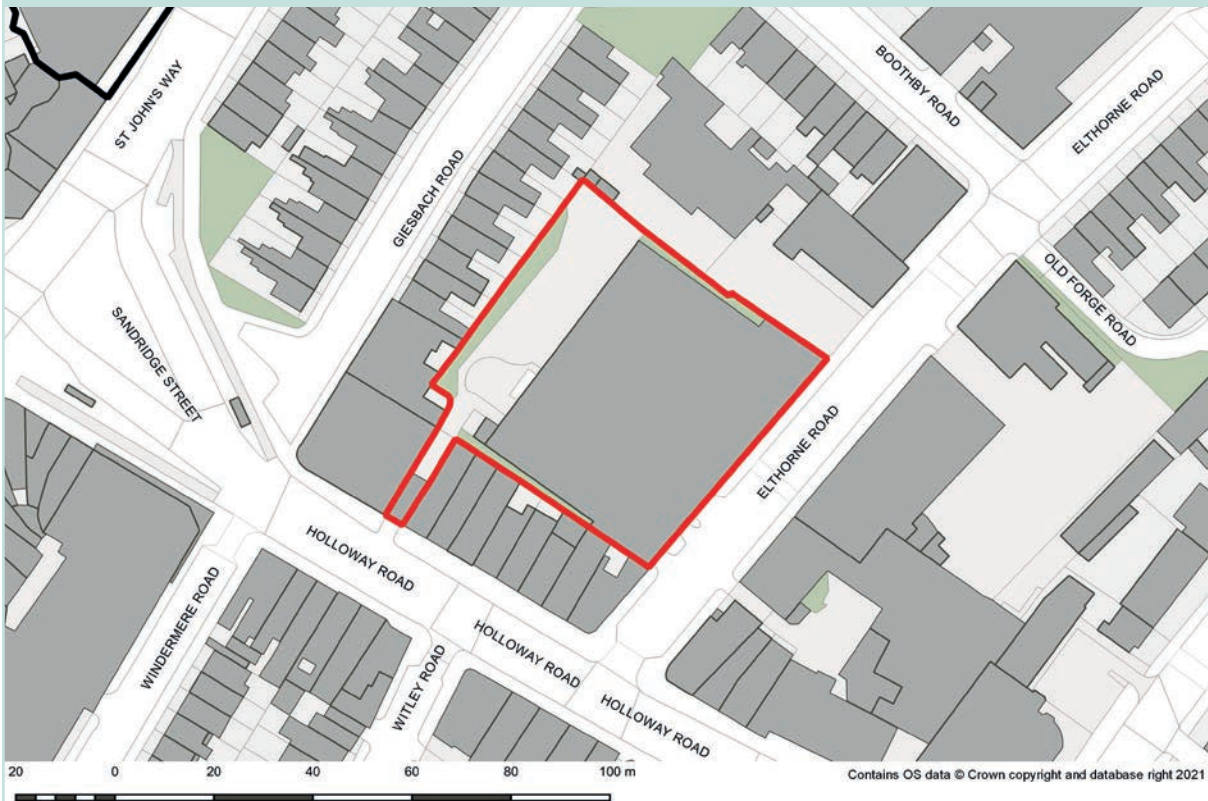 BOOTHBY ROAD
ELTHORNE ROAD
ST JOHN'S WAY
GIESBACH ROAD
OLD FORGE ROAD
SANDRIDGE STREET
ELTHORNE ROAD
HOLLOWAY ROAD
WINDERMERE ROAD
WITLEY ROAD
HOLLOWAY ROAD
HOLLOWAY ROAD
20 0 20 40 60 80 100 m
Contains OS data © Crown copyright and database right 2021